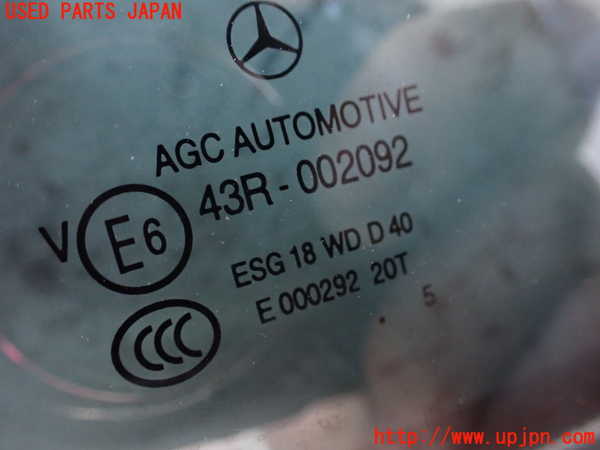 USED PARTS JAPAN
AGC AUTOMOTIVE
43R - 002092
V E6
ESG 18 WD D 40
E 000292 20T
CCC
. 5
http://www.upjpn.com